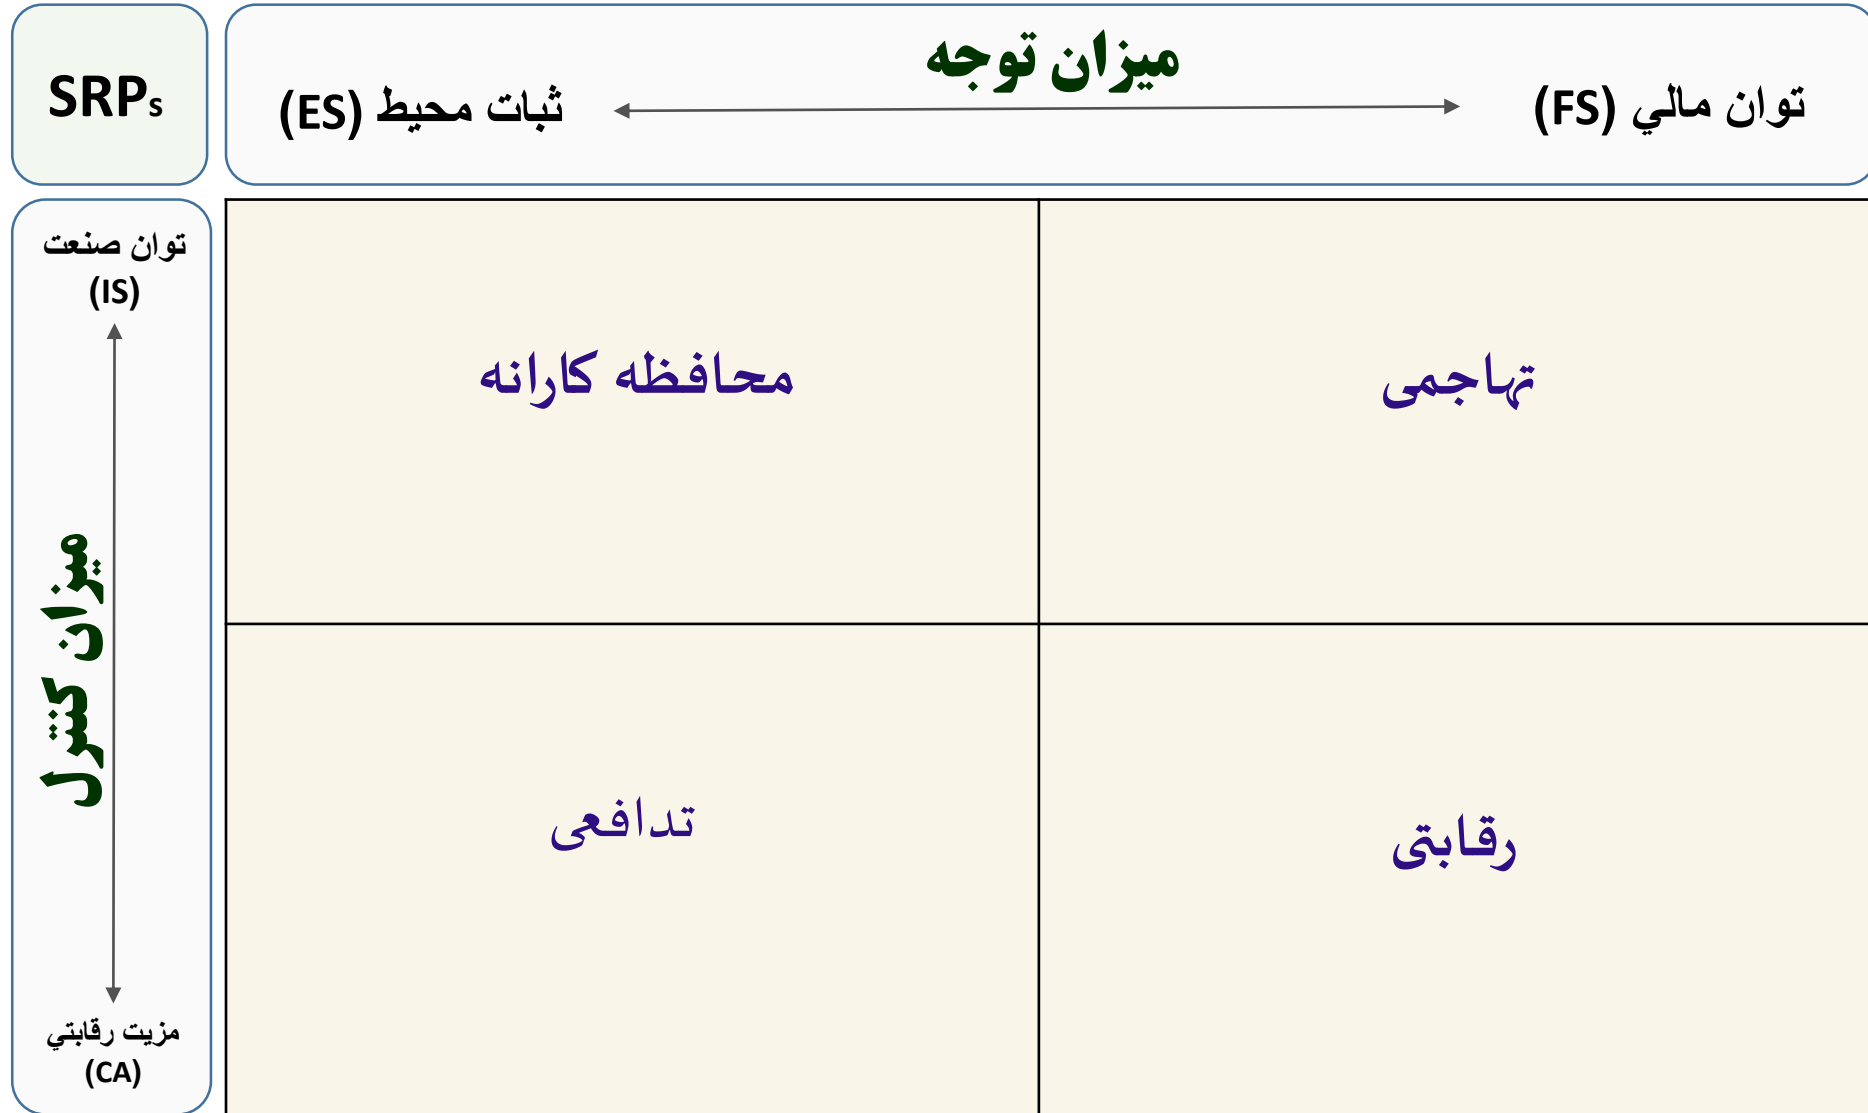 SRPs
میزان توجه
توان مالي (FS)
ثبات محیط (ES)
توان صنعت
(IS)
میزان کنترل
مزیت رقابتي
(CA)
تهاجمی
محافظه کارانه
رقابتی
تدافعی